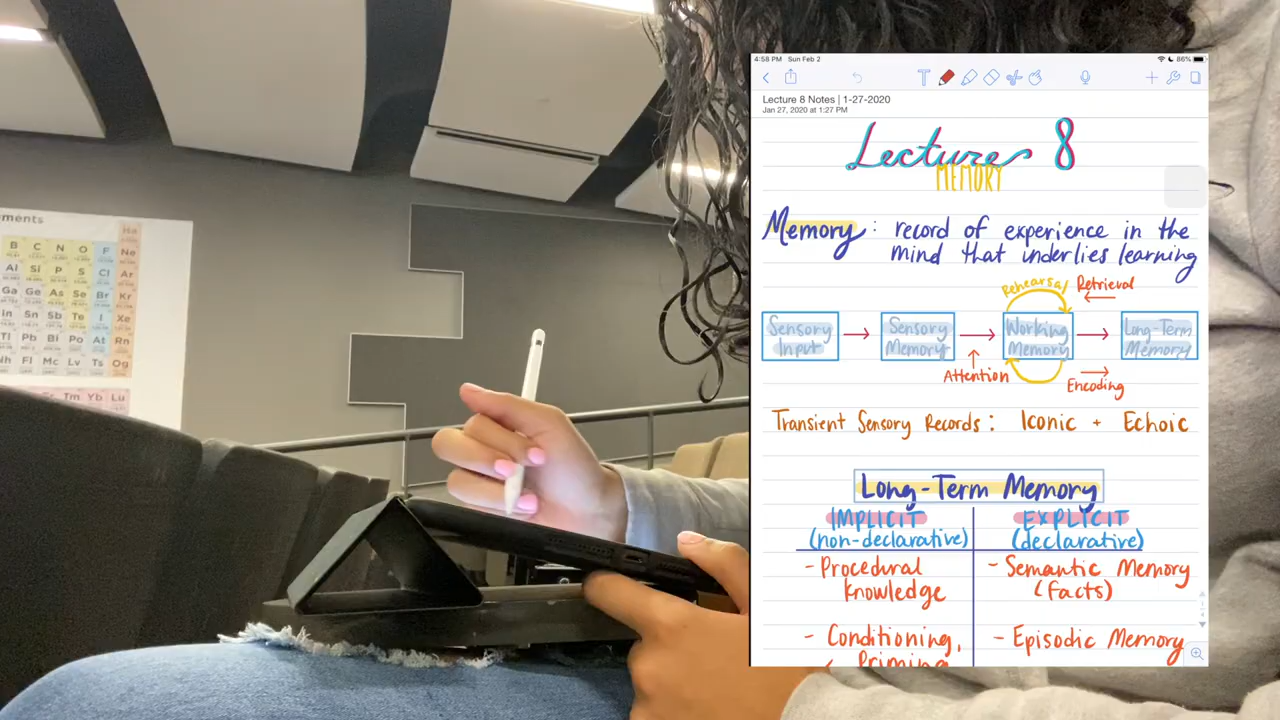 ments
B C N O F Ne
Al Si P S Cl Ar
Ga Ge As Se Br Kr
In Sn Sb Te I Xe
Tl Pb Bi Po At Rn
Nh Fl Mc Lv Ts Og
Tm Yb Lu
4:58 PM Sun Feb 2 86%
Lecture 8 Notes | 1-27-2020
Jan 27, 2020 at 1:27 PM
Lecture 8
MEMORY
Memory: record of experience in the
mind that underlies learning
Rehearsal Retrieval
Sensory Sensory Working Long-Term
Input Memory Memory Memory
Attention Encoding
Transient Sensory Records: Iconic + Echoic
Long-Term Memory
IMPLICIT EXPLICIT
(non-declarative) (declarative)
- Procedural - Semantic Memory
Knowledge (Facts)
- Conditioning, - Episodic Memory
Priming